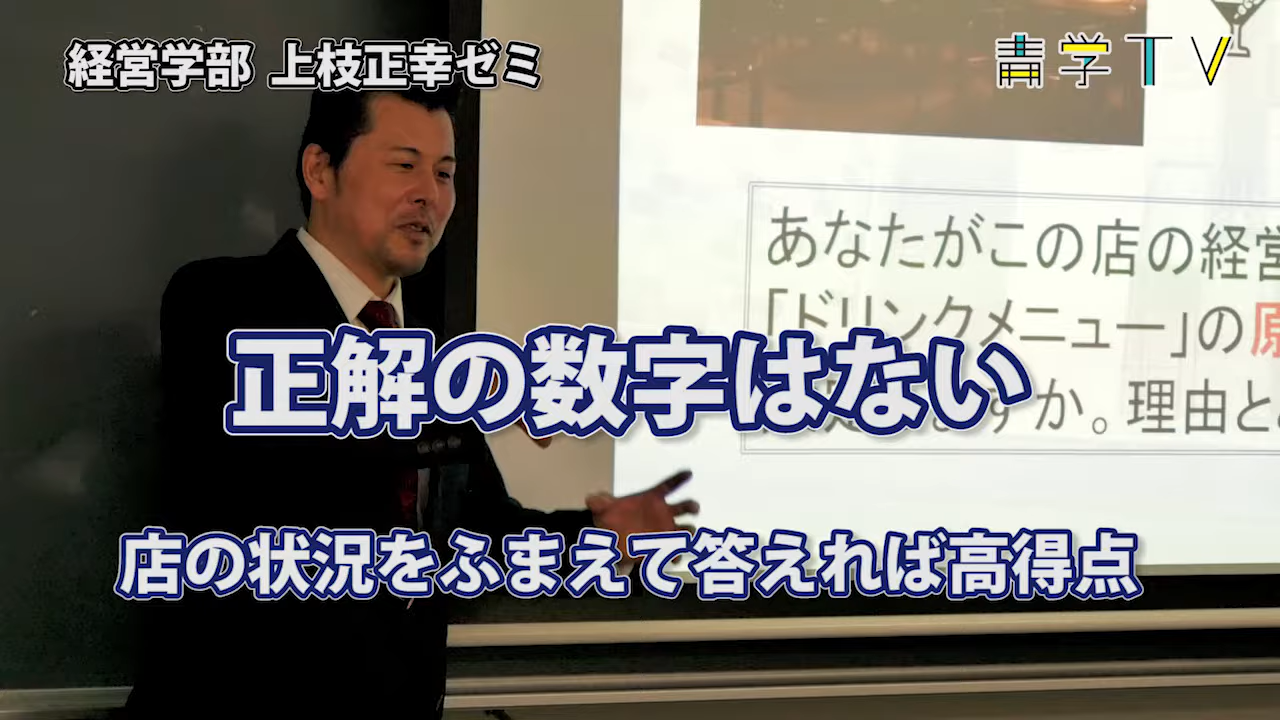 経営学部 上枝正幸ゼミ
青学TV
あなたがこの店の経営
「ドリンクメニュー」の原
すか。理由と
正解の数字はない
店の状況をふまえて答えれば高得点